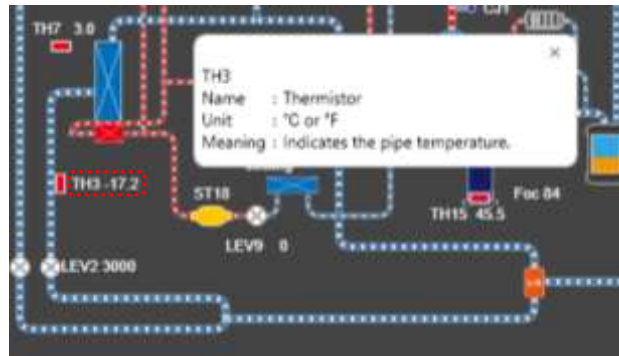 TH7 3.0
×
TH3
Name : Thermistor
Unit : °C or °F
Meaning : Indicates the pipe temperature.
TH3 -17.2
ST18
Foc 84
TH15 45.5
LEV9 0
LEV2 3000